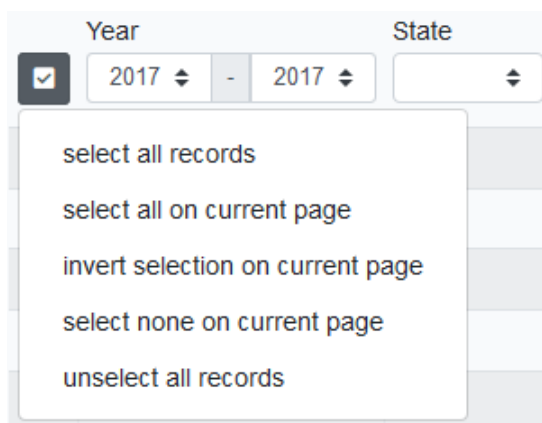 Year State
2017 - 2017
select all records
select all on current page
invert selection on current page
select none on current page
unselect all records